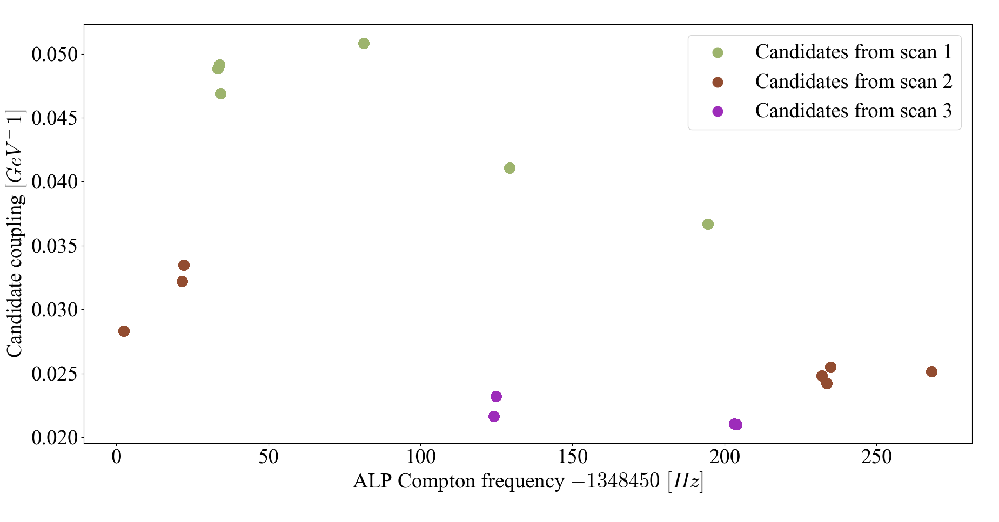 Candidate coupling [GeV⁻1]
0.050
0.045
0.040
0.035
0.030
0.025
0.020
Candidates from scan 1
Candidates from scan 2
Candidates from scan 3
0 50 100 150 200 250
ALP Compton frequency −1348450 [Hz]